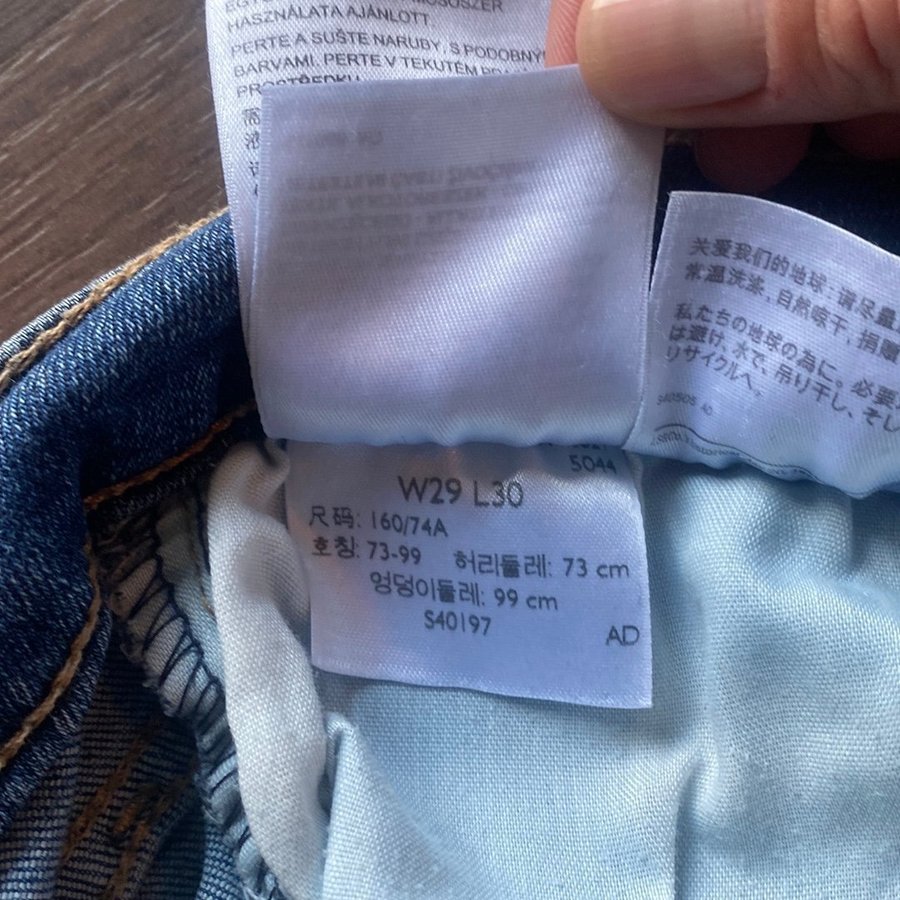 HASZNÁLATA AJÁNLOTT
PERTE A SUŠTE NARUBY, S PODOBNÝ
BARVAMI. PERTE V TEKUTÉM
PROSTŘEDKU
关爱我们的地球, 请尽量
常温洗涤, 自然晾干, 捐赠
私たちの地球の為に。必要
は避け、水で、吊り干し、そし
リサイクルへ。
S40505 AD
5044
W29 L30
尺码: 160/74A
호칭: 73-99 허리둘레: 73 cm
엉덩이둘레: 99 cm
S40197
AD